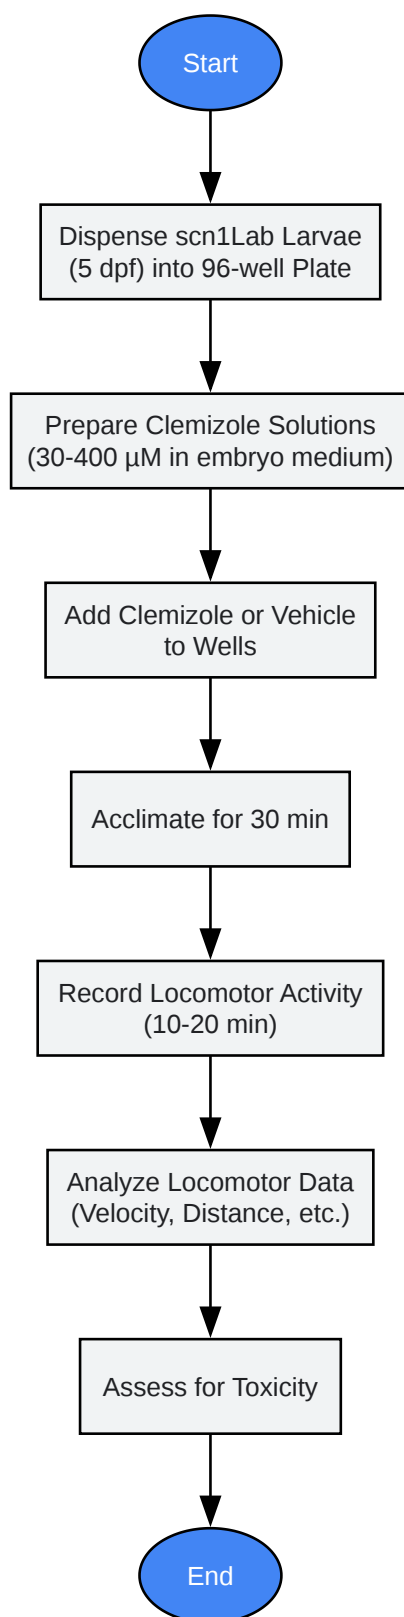 Start
Dispense scn1Lab Larvae
(5 dpf) into 96-well Plate
Prepare Clemizole Solutions
(30-400 µM in embryo medium)
Add Clemizole or Vehicle
to Wells
Acclimate for 30 min
Record Locomotor Activity
(10-20 min)
Analyze Locomotor Data
(Velocity, Distance, etc.)
Assess for Toxicity
End